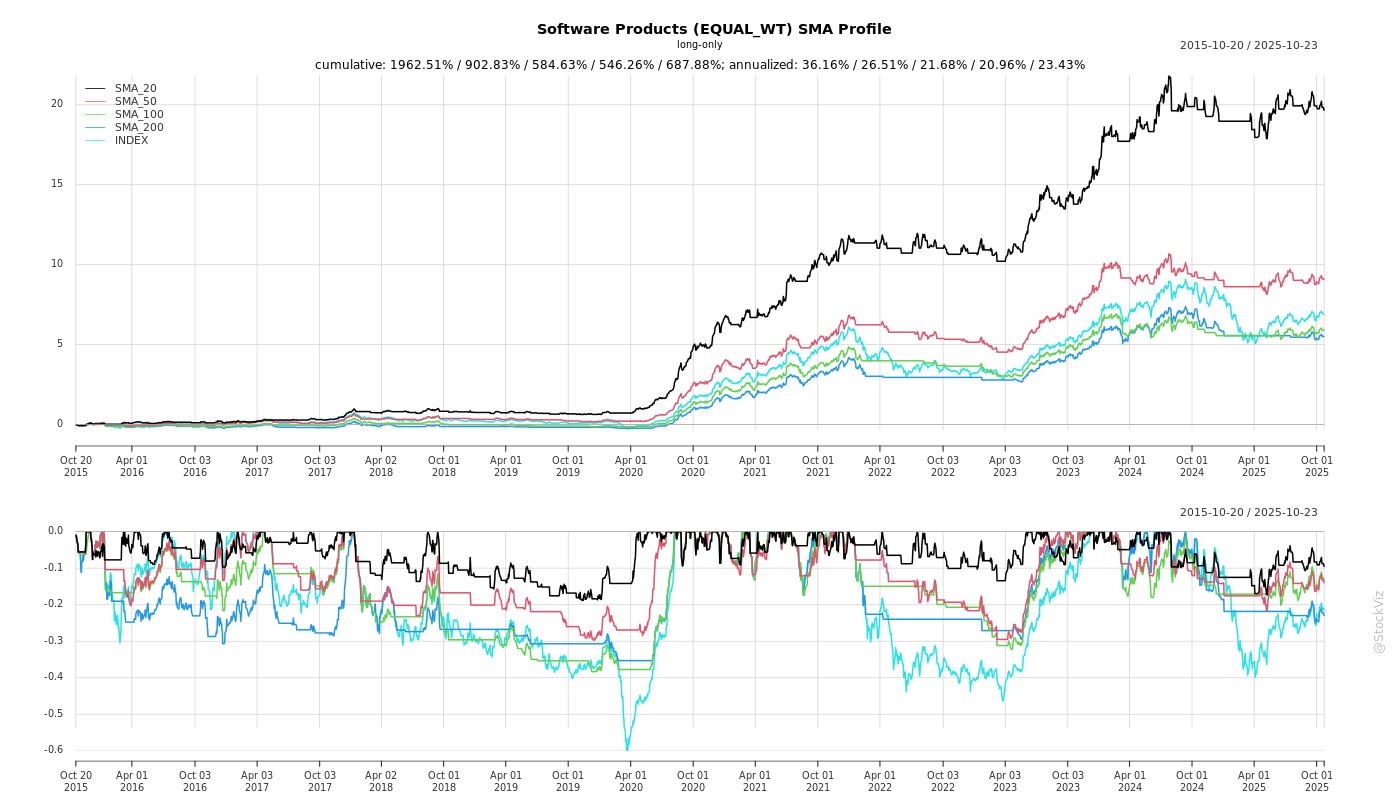 Software Products (EQUAL_WT) SMA Profile
long-only
2015-10-20 / 2025-10-23
cumulative: 1962.51% / 902.83% / 584.63% / 546.26% / 687.88%; annualized: 36.16% / 26.51% / 21.68% / 20.96% / 23.43%
SMA_20
SMA_50
SMA_100
SMA_200
INDEX
20
15
10
5
0
Oct 20 Apr 01 Oct 03 Apr 03 Oct 03 Apr 02 Oct 01 Apr 01 Oct 01 Apr 01 Oct 01 Apr 01 Oct 01 Apr 01 Oct 03 Apr 03 Oct 03 Apr 01 Oct 01 Apr 01 Oct 01
2015 2016 2016 2017 2017 2018 2018 2019 2019 2020 2020 2021 2021 2022 2022 2023 2023 2024 2024 2025 2025
2015-10-20 / 2025-10-23
0.0
-0.1
-0.2
-0.3
-0.4
-0.5
-0.6
Oct 20 Apr 01 Oct 03 Apr 03 Oct 03 Apr 02 Oct 01 Apr 01 Oct 01 Apr 01 Oct 01 Apr 01 Oct 01 Apr 01 Oct 03 Apr 03 Oct 03 Apr 01 Oct 01 Apr 01 Oct 01
2015 2016 2016 2017 2017 2018 2018 2019 2019 2020 2020 2021 2021 2022 2022 2023 2023 2024 2024 2025 2025
@StockViz